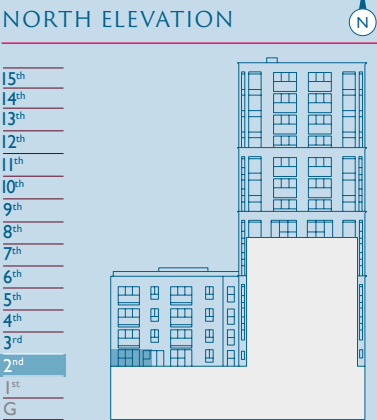 NORTH ELEVATION
N
15th
14th
13th
12th
11th
10th
9th
8th
7th
6th
5th
4th
3rd
2nd
1st
G